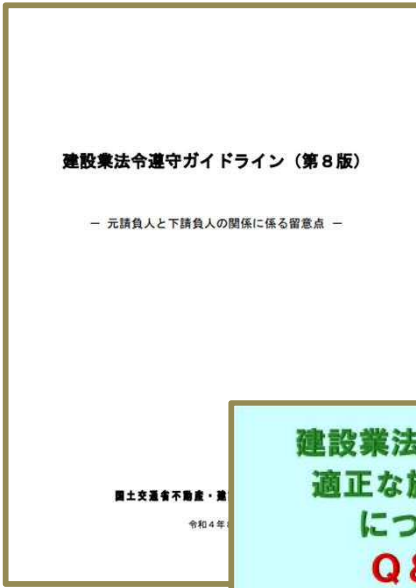 建設業法令遵守ガイドライン（第８版）
－ 元請負人と下請負人の関係に係る留意点 －
国土交通省不動産・建
令和４年
建設業法
適正な
につ
Ｑ＆